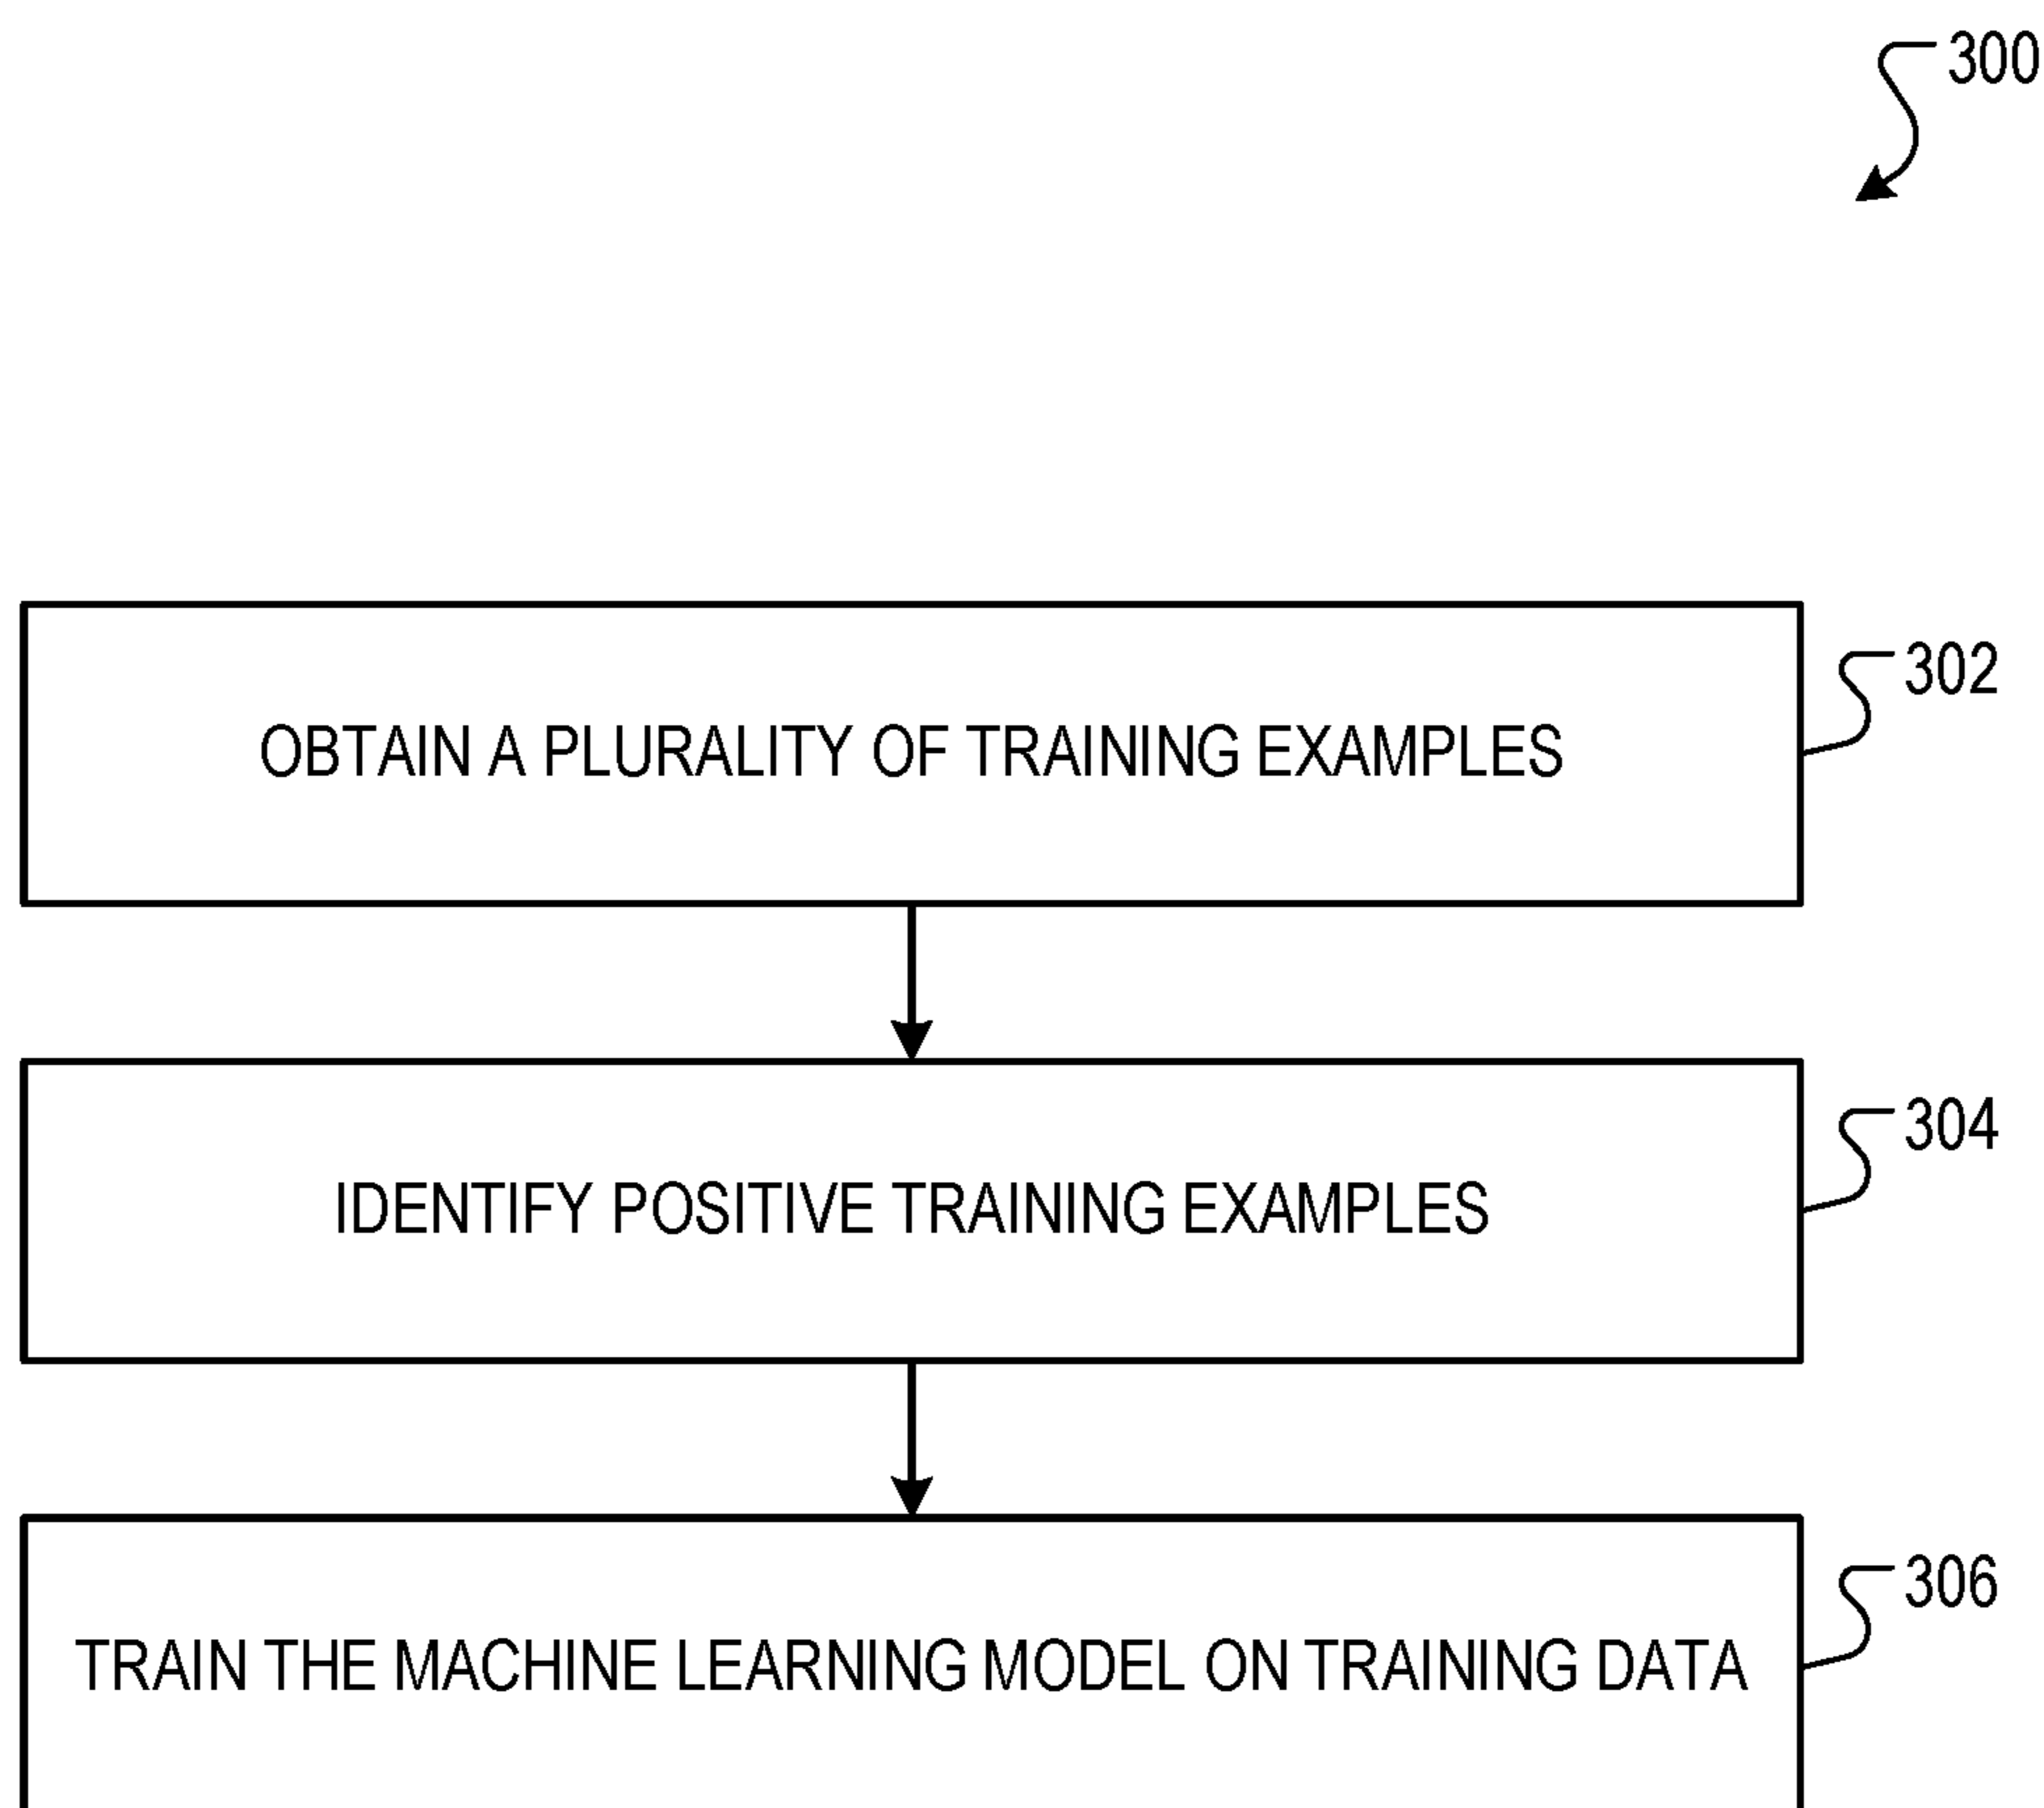 300
302
OBTAIN A PLURALITY OF TRAINING EXAMPLES
304
IDENTIFY POSITIVE TRAINING EXAMPLES
306
TRAIN THE MACHINE LEARNING MODEL ON TRAINING DATA